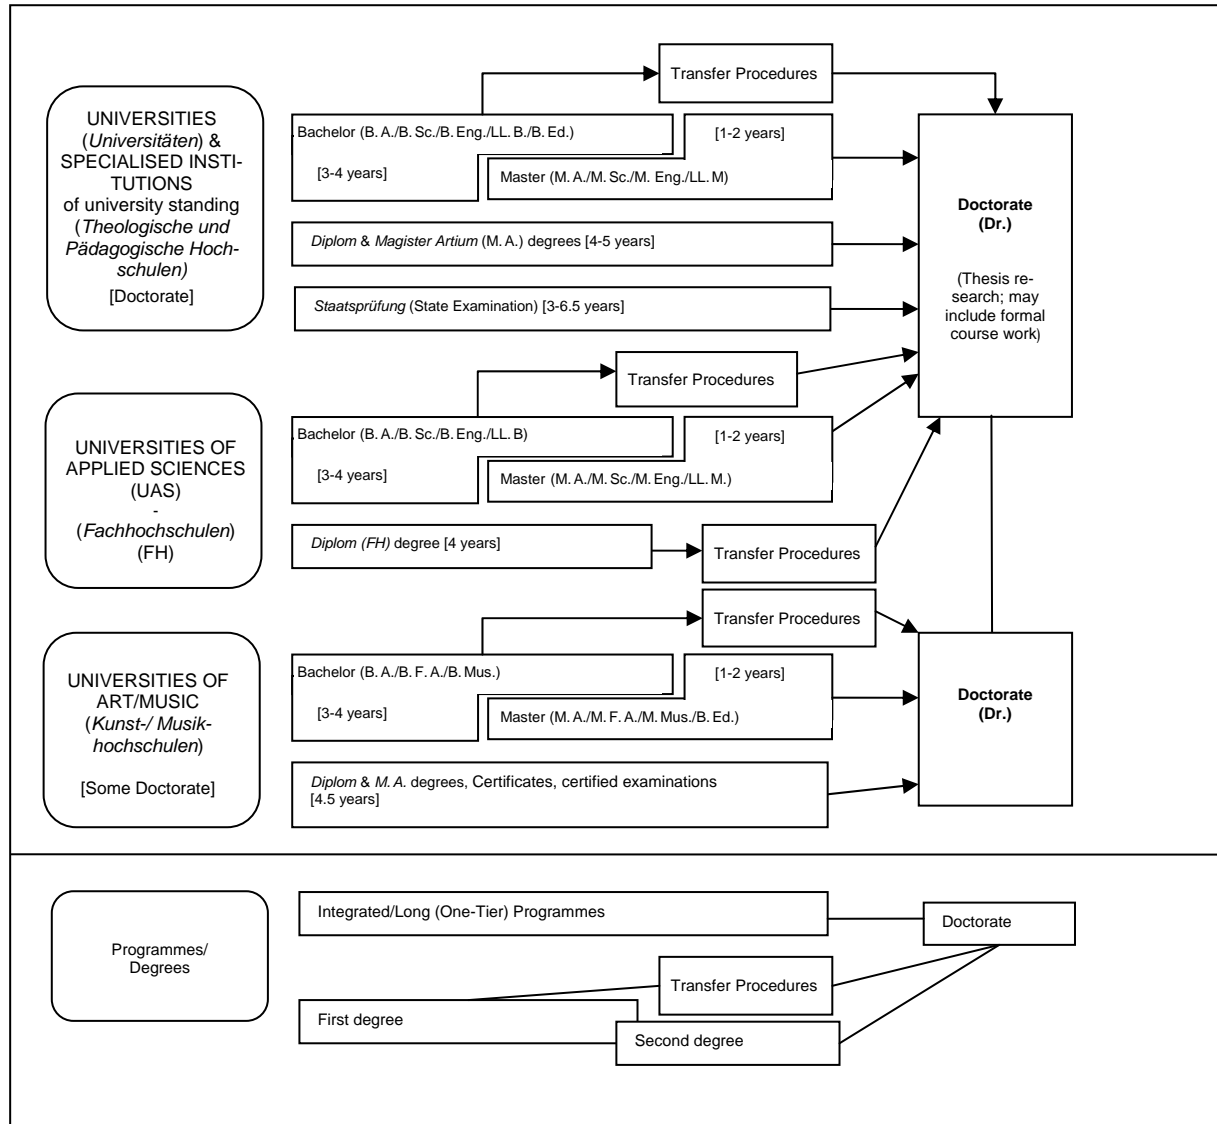 Transfer Procedures
UNIVERSITIES
(Universitäten) &
SPECIALISED INSTI-
TUTIONS
of university standing
(Theologische und
Pädagogische Hoch-
schulen)
[Doctorate]
Bachelor (B. A./B. Sc./B. Eng./LL. B./B. Ed.)
[3-4 years]
[1-2 years]
Master (M. A./M. Sc./M. Eng./LL. M)
Diplom & Magister Artium (M. A.) degrees [4-5 years]
Staatsprüfung (State Examination) [3-6.5 years]
Doctorate
(Dr.)
(Thesis re-
search; may
include formal
course work)
Transfer Procedures
UNIVERSITIES OF
APPLIED SCIENCES
(UAS)
-
(Fachhochschulen)
(FH)
Bachelor (B. A./B. Sc./B. Eng./LL. B)
[3-4 years]
[1-2 years]
Master (M. A./M. Sc./M. Eng./LL. M.)
Diplom (FH) degree [4 years]
Transfer Procedures
Transfer Procedures
UNIVERSITIES OF
ART/MUSIC
(Kunst-/ Musik-
hochschulen)
[Some Doctorate]
Bachelor (B. A./B. F. A./B. Mus.)
[3-4 years]
[1-2 years]
Master (M. A./M. F. A./M. Mus./B. Ed.)
Diplom & M. A. degrees, Certificates, certified examinations
[4.5 years]
Doctorate
(Dr.)
Programmes/
Degrees
Integrated/Long (One-Tier) Programmes
Doctorate
Transfer Procedures
First degree
Second degree